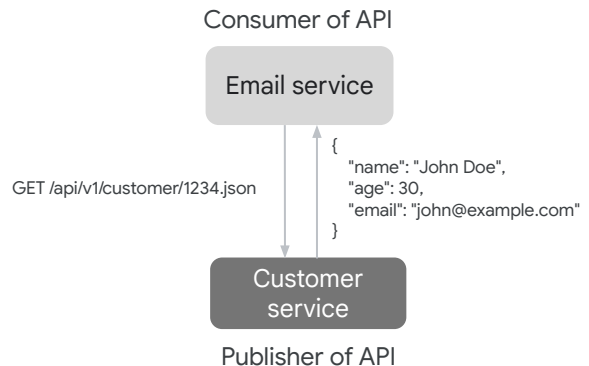 Consumer of API
Email service
GET /api/v1/customer/1234.json
{
"name": "John Doe",
"age": 30,
"email": "john@example.com"
}
Customer
service
Publisher of API